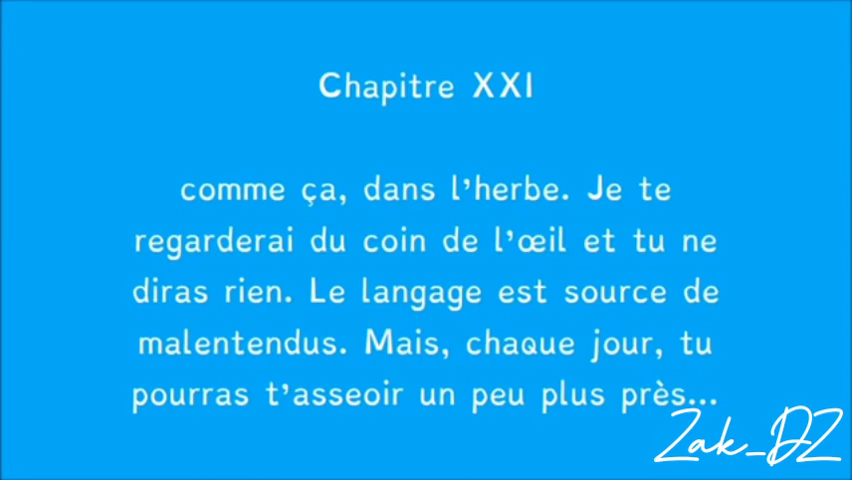 Chapitre XXI
comme ça, dans l’herbe. Je te
regarderai du coin de l’œil et tu ne
diras rien. Le langage est source de
malentendus. Mais, chaque jour, tu
pourras t’asseoir un peu plus près...
Zak_DZ